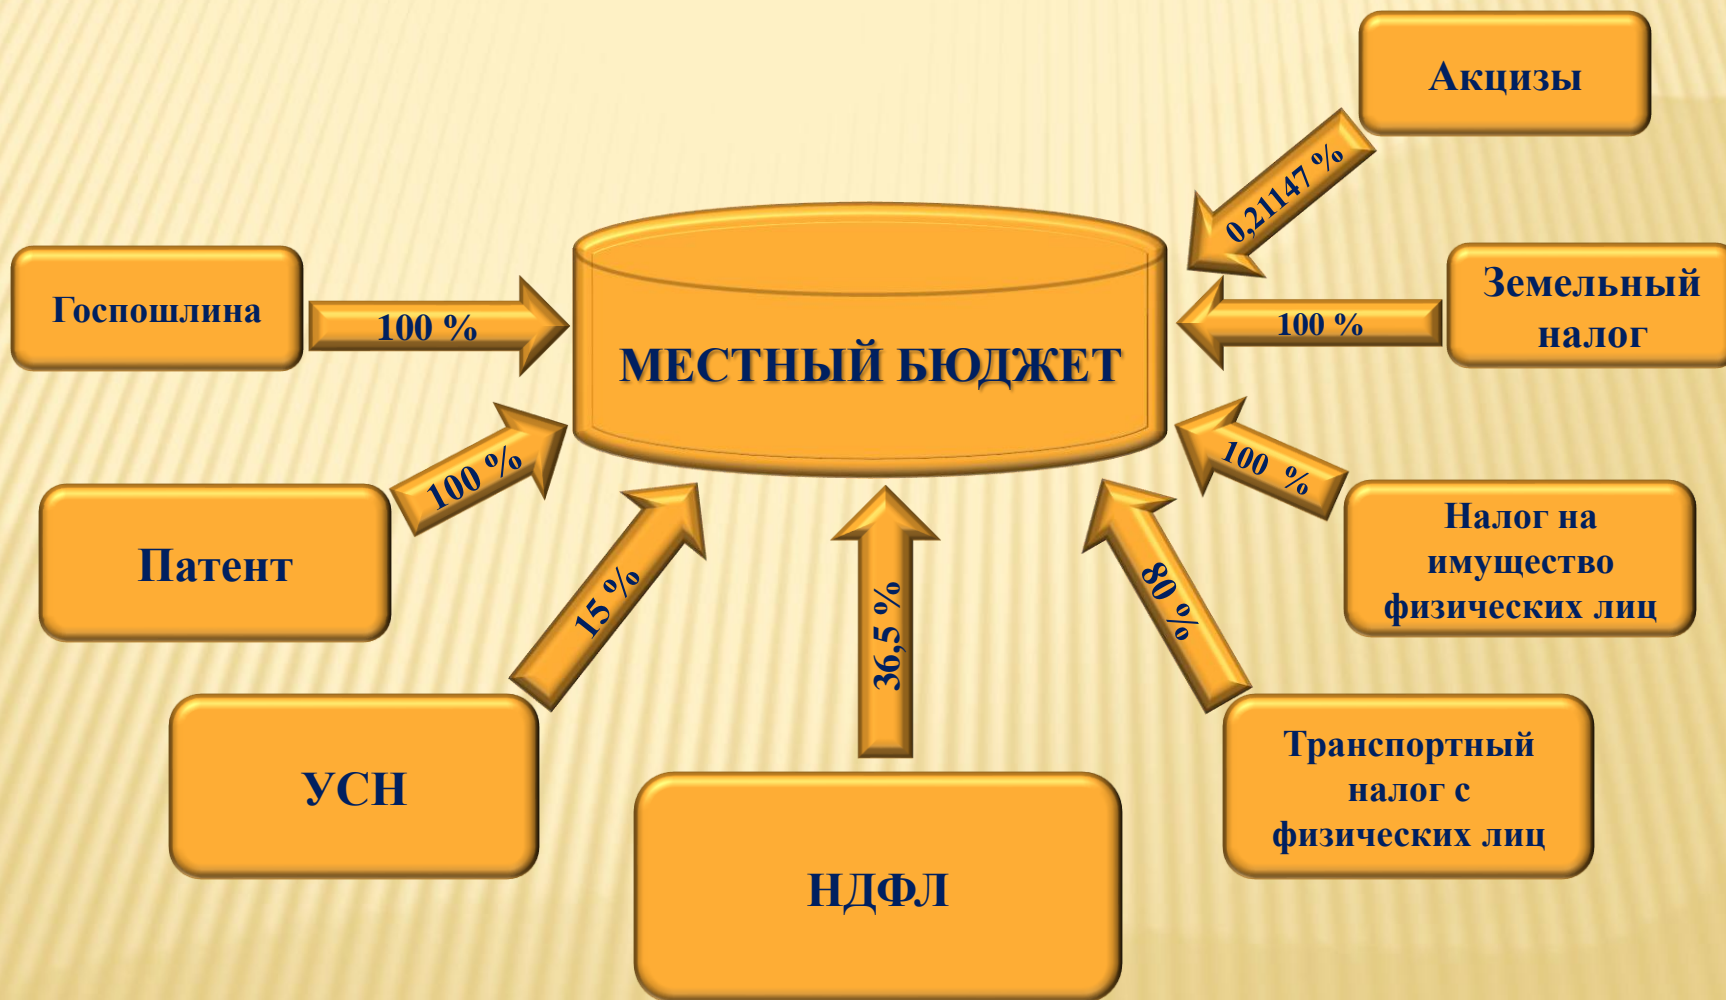 Акцизы
0,21147 %
Госпошлина
100 %
МЕСТНЫЙ БЮДЖЕТ
100 %
Земельный
налог
Патент
100 %
100 %
Налог на
имущество
физических лиц
УСН
15 %
36,5 %
НДФЛ
80 %
Транспортный
налог с
физических лиц